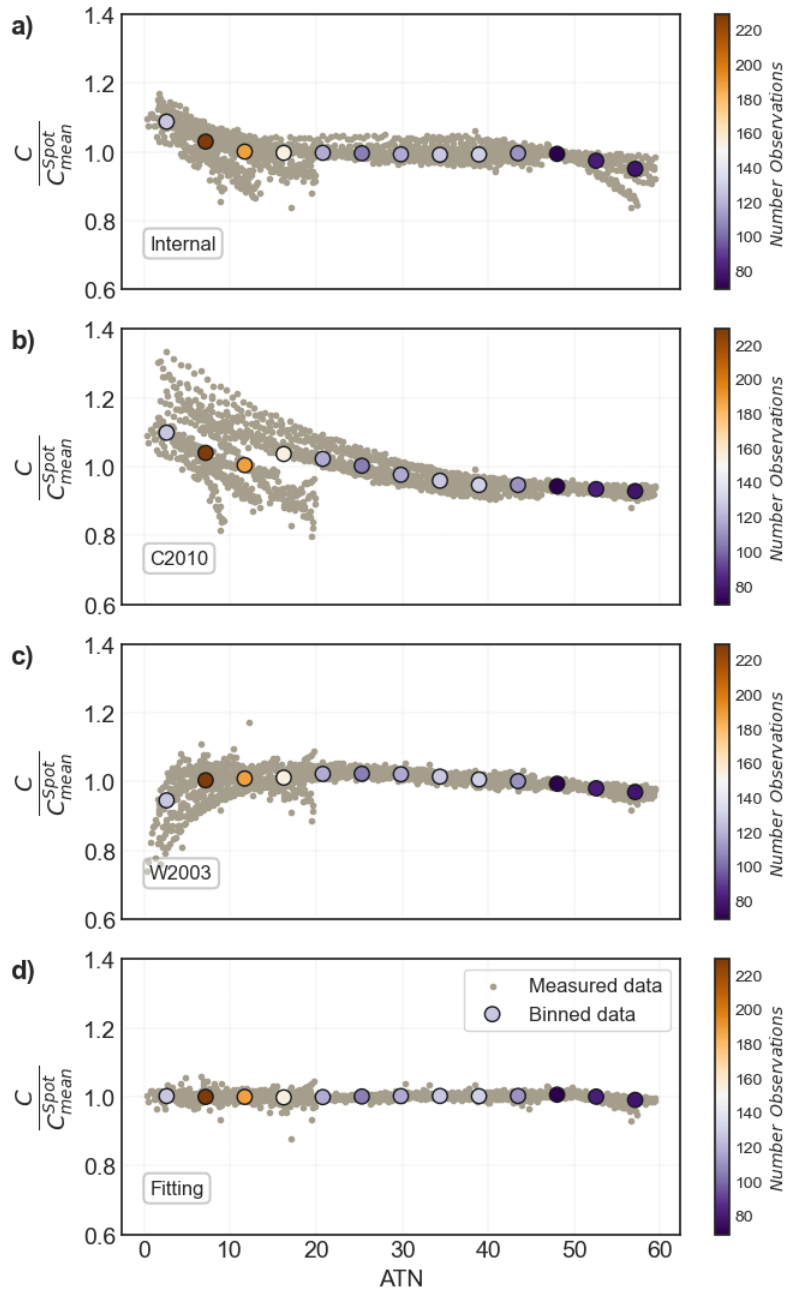 a)
1.4
1.2
1.0
0.8
0.6
C
C^{Spot}_{mean}
Internal
220
200
180
160
140
120
100
80
Number Observations
b)
1.4
1.2
1.0
0.8
0.6
C
C^{Spot}_{mean}
C2010
220
200
180
160
140
120
100
80
Number Observations
c)
1.4
1.2
1.0
0.8
0.6
C
C^{Spot}_{mean}
W2003
220
200
180
160
140
120
100
80
Number Observations
d)
1.4
1.2
1.0
0.8
0.6
C
C^{Spot}_{mean}
Measured data
Binned data
Fitting
220
200
180
160
140
120
100
80
Number Observations
0 10 20 30 40 50 60
ATN